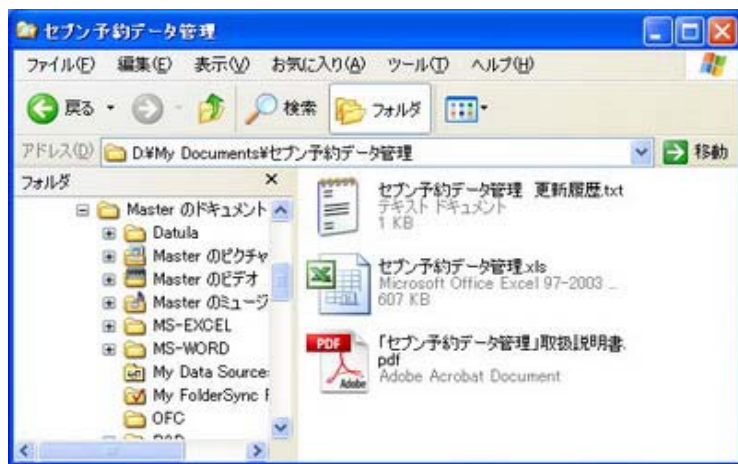 セブン予約データ管理
ファイル(F) 編集(E) 表示(V) お気に入り(A) ツール(T) ヘルプ(H)
戻る 検索 フォルダ
アドレス(D) D:¥My Documents¥セブン予約データ管理 移動
フォルダ ×
Master のドキュメント
Datula
Master のピクチャ
Master のビデオ
Master のミュージ
MS-EXCEL
MS-WORD
My Data Source
My FolderSync
OFC
セブン予約データ管理 更新履歴.txt
テキスト ドキュメント
1 KB
セブン予約データ管理.xls
Microsoft Office Excel 97-2003 ...
607 KB
PDF
Adobe
「セブン予約データ管理」取扱説明書.
pdf
Adobe Acrobat Document